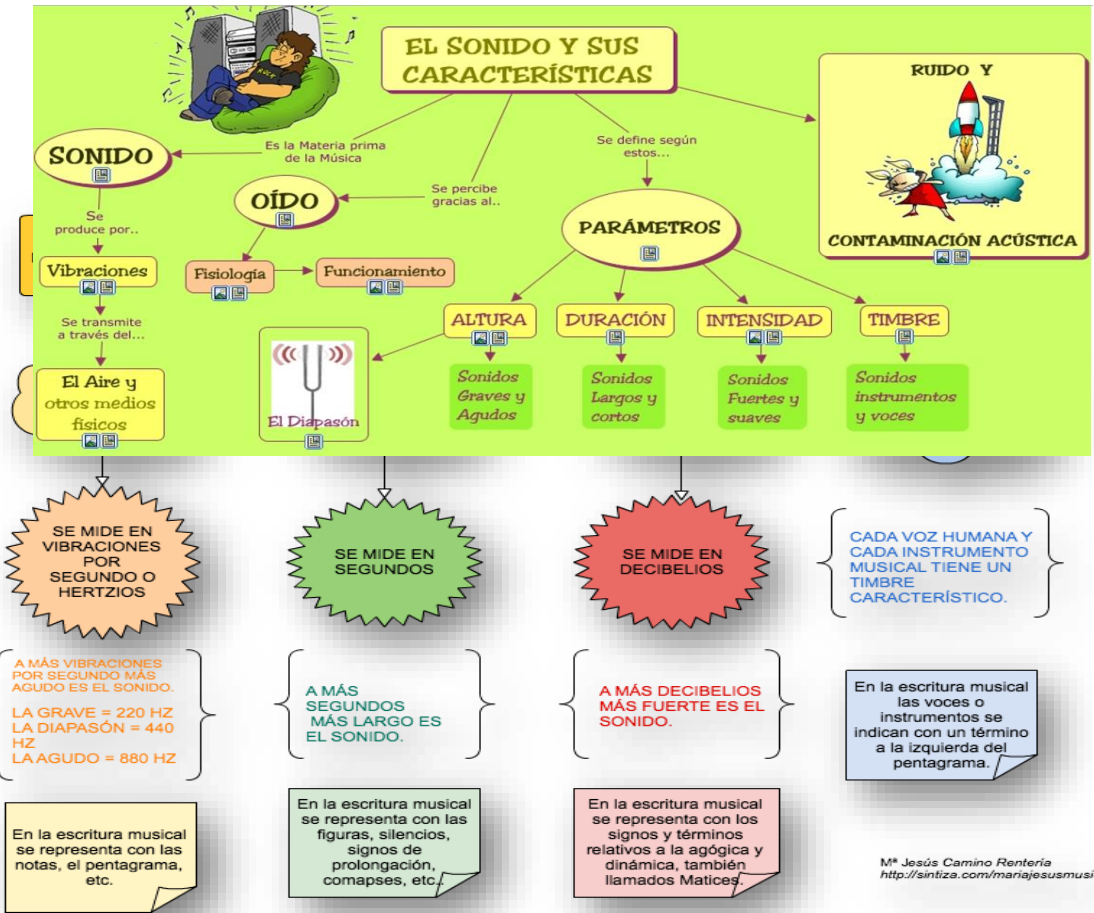 EL SONIDO Y SUS
CARACTERÍSTICAS
RUIDO Y
CONTAMINACIÓN ACÚSTICA
Es la Materia prima
de la Música
Se percibe
gracias al..
Se define según
estos...
SONIDO
Se
produce por..
Vibraciones
Se transmite
a través del...
El Aire y
otros medios
físicos
OÍDO
Fisiología
Funcionamiento
PARÁMETROS
ALTURA
DURACIÓN
INTENSIDAD
TIMBRE
El Diapasón
Sonidos
Graves y
Agudos
Sonidos
Largos y
cortos
Sonidos
Fuertes y
suaves
Sonidos
instrumentos
y voces
SE MIDE EN
VIBRACIONES
POR
SEGUNDO O
HERTZIOS
SE MIDE EN
SEGUNDOS
SE MIDE EN
DECIBELIOS
CADA VOZ HUMANA Y
CADA INSTRUMENTO
MUSICAL TIENE UN
TIMBRE
CARACTERÍSTICO.
A MÁS VIBRACIONES
POR SEGUNDO MÁS
AGUDO ES EL SONIDO.
LA GRAVE = 220 HZ
LA DIAPASÓN = 440
HZ
LA AGUDO = 880 HZ
A MÁS
SEGUNDOS
MÁS LARGO ES
EL SONIDO.
A MÁS DECIBELIOS
MÁS FUERTE ES EL
SONIDO.
En la escritura musical
las voces o
instrumentos se
indican con un término
a la izquierda del
pentagrama.
En la escritura musical
se representa con las
notas, el pentagrama,
etc.
En la escritura musical
se representa con las
figuras, silencios,
signos de
prolongación,
comapses, etc..
En la escritura musical
se representa con los
signos y términos
relativos a la agógica y
dinámica, también
llamados Matices.
Mª Jesús Camino Rentería
http://sintiza.com/mariajesusmusi